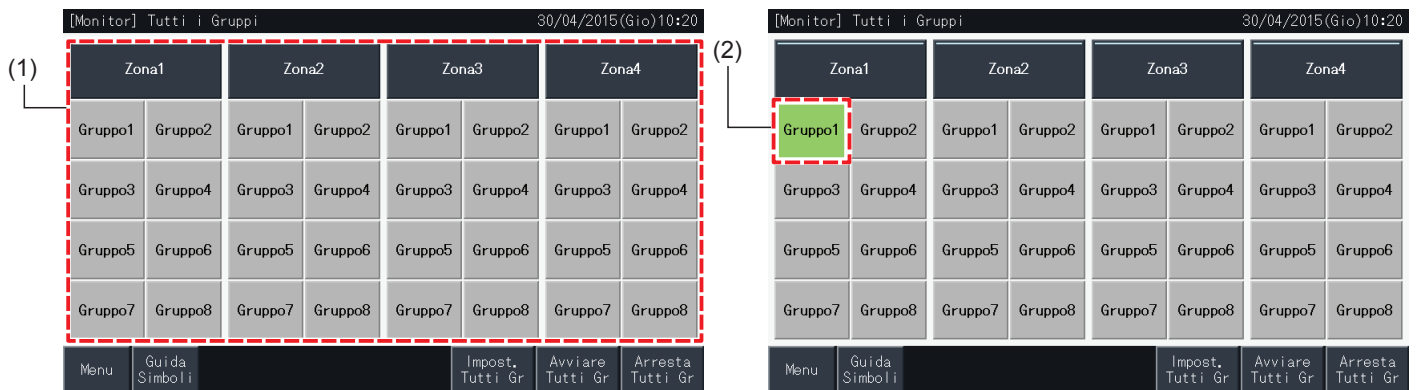 [Monitor] Tutti i Gruppi 30/04/2015(Gio)10:20
(1)
Zona1 Zona2 Zona3 Zona4
Gruppo1 Gruppo2 Gruppo1 Gruppo2 Gruppo1 Gruppo2 Gruppo1 Gruppo2
Gruppo3 Gruppo4 Gruppo3 Gruppo4 Gruppo3 Gruppo4 Gruppo3 Gruppo4
Gruppo5 Gruppo6 Gruppo5 Gruppo6 Gruppo5 Gruppo6 Gruppo5 Gruppo6
Gruppo7 Gruppo8 Gruppo7 Gruppo8 Gruppo7 Gruppo8 Gruppo7 Gruppo8
Menu Guida Impost. Avviare Arresta
Simboli Tutti Gr Tutti Gr Tutti Gr
[Monitor] Tutti i Gruppi 30/04/2015(Gio)10:20
(2)
Zona1 Zona2 Zona3 Zona4
Gruppo1 Gruppo2 Gruppo1 Gruppo2 Gruppo1 Gruppo2 Gruppo1 Gruppo2
Gruppo3 Gruppo4 Gruppo3 Gruppo4 Gruppo3 Gruppo4 Gruppo3 Gruppo4
Gruppo5 Gruppo6 Gruppo5 Gruppo6 Gruppo5 Gruppo6 Gruppo5 Gruppo6
Gruppo7 Gruppo8 Gruppo7 Gruppo8 Gruppo7 Gruppo8 Gruppo7 Gruppo8
Menu Guida Impost. Avviare Arresta
Simboli Tutti Gr Tutti Gr Tutti Gr